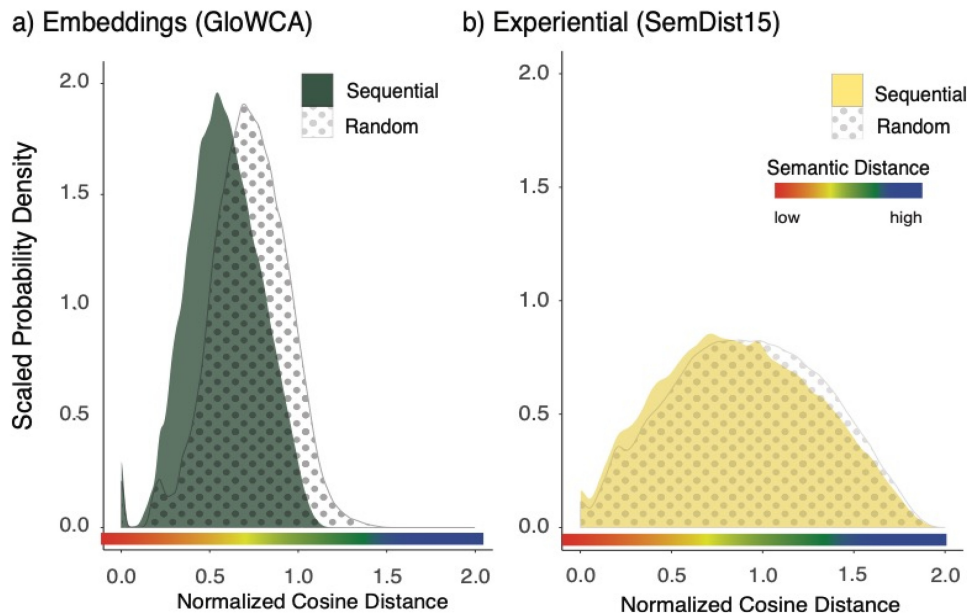 a) Embeddings (GloWCA)
b) Experiential (SemDist15)
Scaled Probability Density
2.0
1.5
1.0
0.5
0.0
Sequential
Random
0.0
0.5
1.0
1.5
2.0
Normalized Cosine Distance
2.0
1.5
1.0
0.5
0.0
Sequential
Random
Semantic Distance
low
high
0.0
0.5
1.0
1.5
2.0
Normalized Cosine Distance